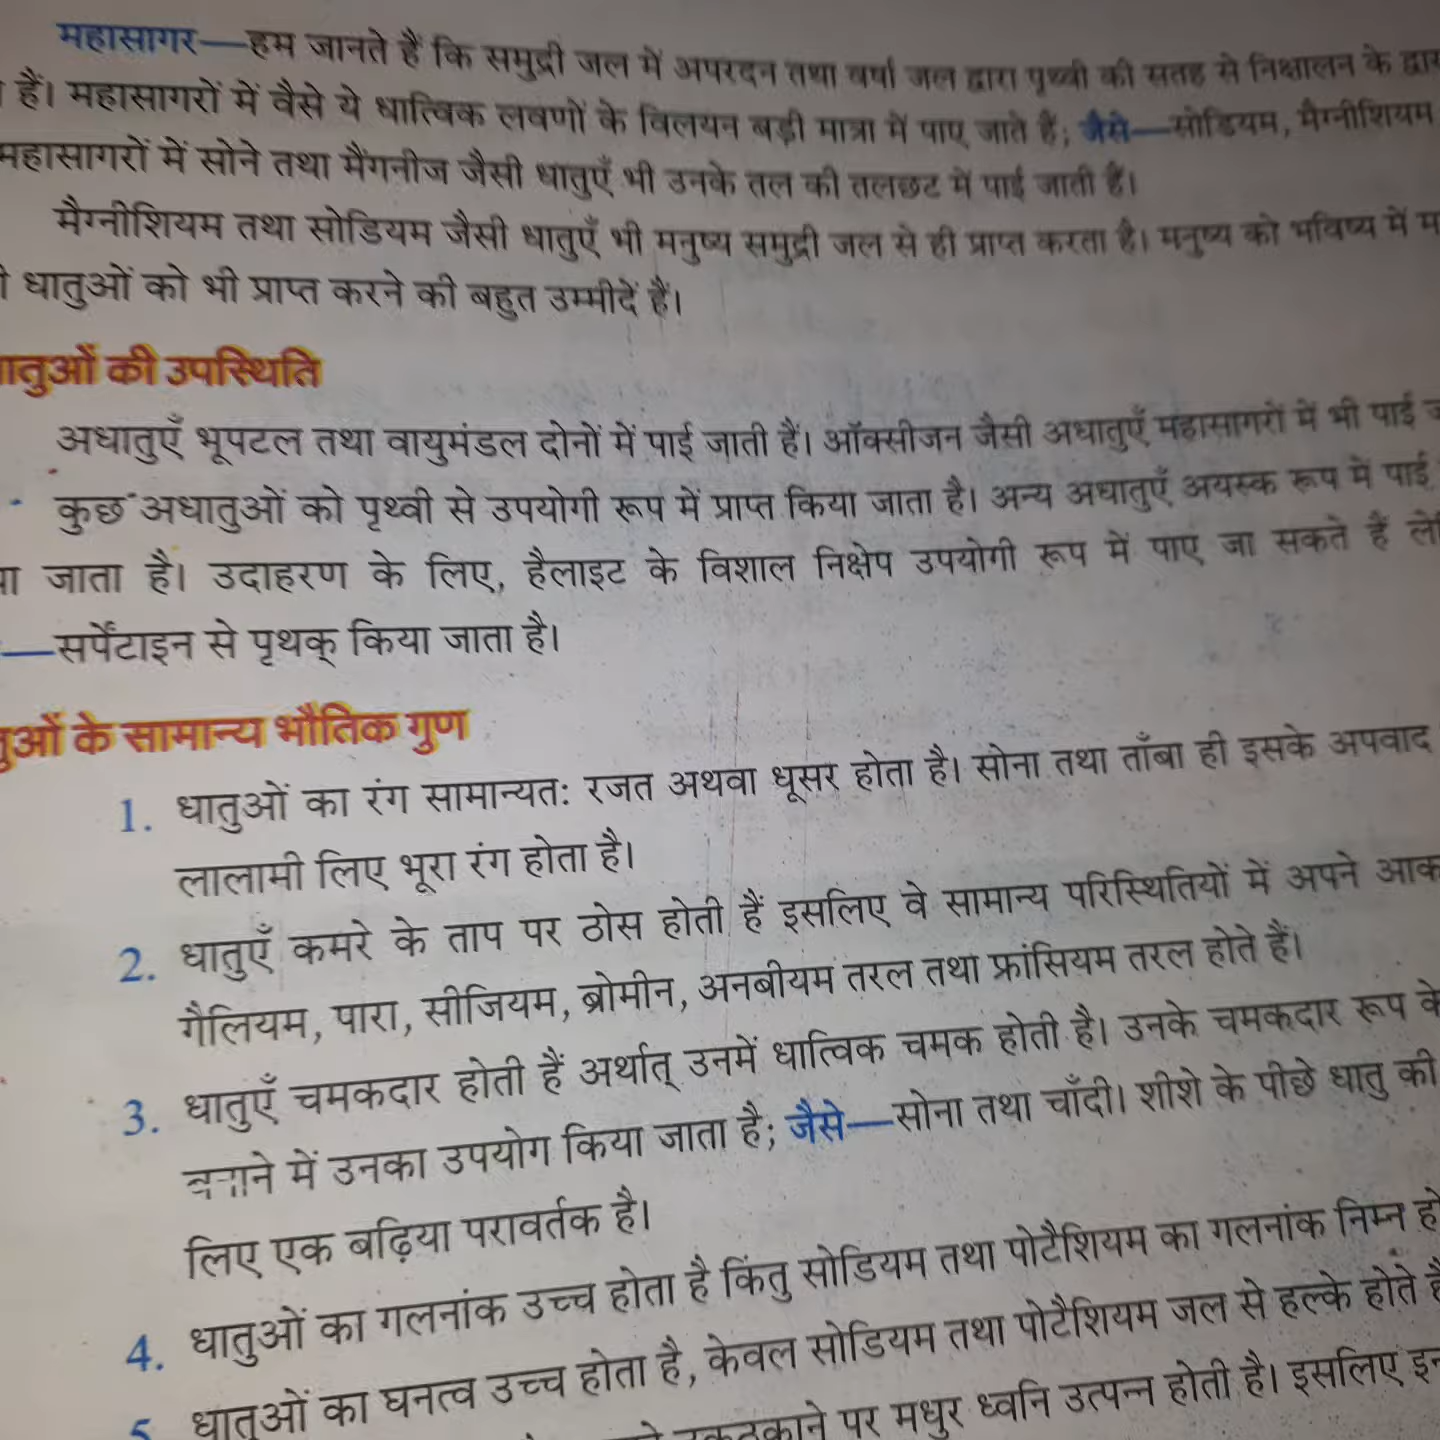 महासागर—हम जानते हैं कि समुद्री जल में अपरदन तथा वर्षा जल द्वारा पृथ्वी की सतह से निक्षालन के द्वार
हैं। महासागरों में वैसे ये धात्विक लवणों के विलयन बड़ी मात्रा में पाए जाते हैं; जैसे—सोडियम, मैग्नीशियम
महासागरों में सोने तथा मैंगनीज जैसी धातुएँ भी उनके तल की तलछट में पाई जाती हैं।
मैग्नीशियम तथा सोडियम जैसी धातुएँ भी मनुष्य समुद्री जल से ही प्राप्त करता है। मनुष्य को भविष्य में म
धातुओं को भी प्राप्त करने की बहुत उम्मीदें हैं।
ातुओं की उपस्थिति
अधातुएँ भूपटल तथा वायुमंडल दोनों में पाई जाती हैं। ऑक्सीजन जैसी अधातुएँ महासागरों में भी पाई ज
कुछ अधातुओं को पृथ्वी से उपयोगी रूप में प्राप्त किया जाता है। अन्य अधातुएँ अयस्क रूप में पाई
या जाता है। उदाहरण के लिए, हैलाइट के विशाल निक्षेप उपयोगी रूप में पाए जा सकते हैं ले
—सर्पेंटाइन से पृथक् किया जाता है।
तुओं के सामान्य भौतिक गुण
1. धातुओं का रंग सामान्यतः रजत अथवा धूसर होता है। सोना तथा ताँबा ही इसके अपवाद
लालामी लिए भूरा रंग होता है।
2. धातुएँ कमरे के ताप पर ठोस होती हैं इसलिए वे सामान्य परिस्थितियों में अपने आक
गैलियम, पारा, सीजियम, ब्रोमीन, अनबीयम तरल तथा फ्रांसियम तरल होते हैं।
3. धातुएँ चमकदार होती हैं अर्थात् उनमें धात्विक चमक होती है। उनके चमकदार रूप के
बनाने में उनका उपयोग किया जाता है; जैसे—सोना तथा चाँदी। शीशे के पीछे धातु की
लिए एक बढ़िया परावर्तक है।
4. धातुओं का गलनांक उच्च होता है किंतु सोडियम तथा पोटैशियम का गलनांक निम्न हो
5 धातुओं का घनत्व उच्च होता है, केवल सोडियम तथा पोटैशियम जल से हल्के होते है
पर मधुर ध्वनि उत्पन्न होती है। इसलिए इन